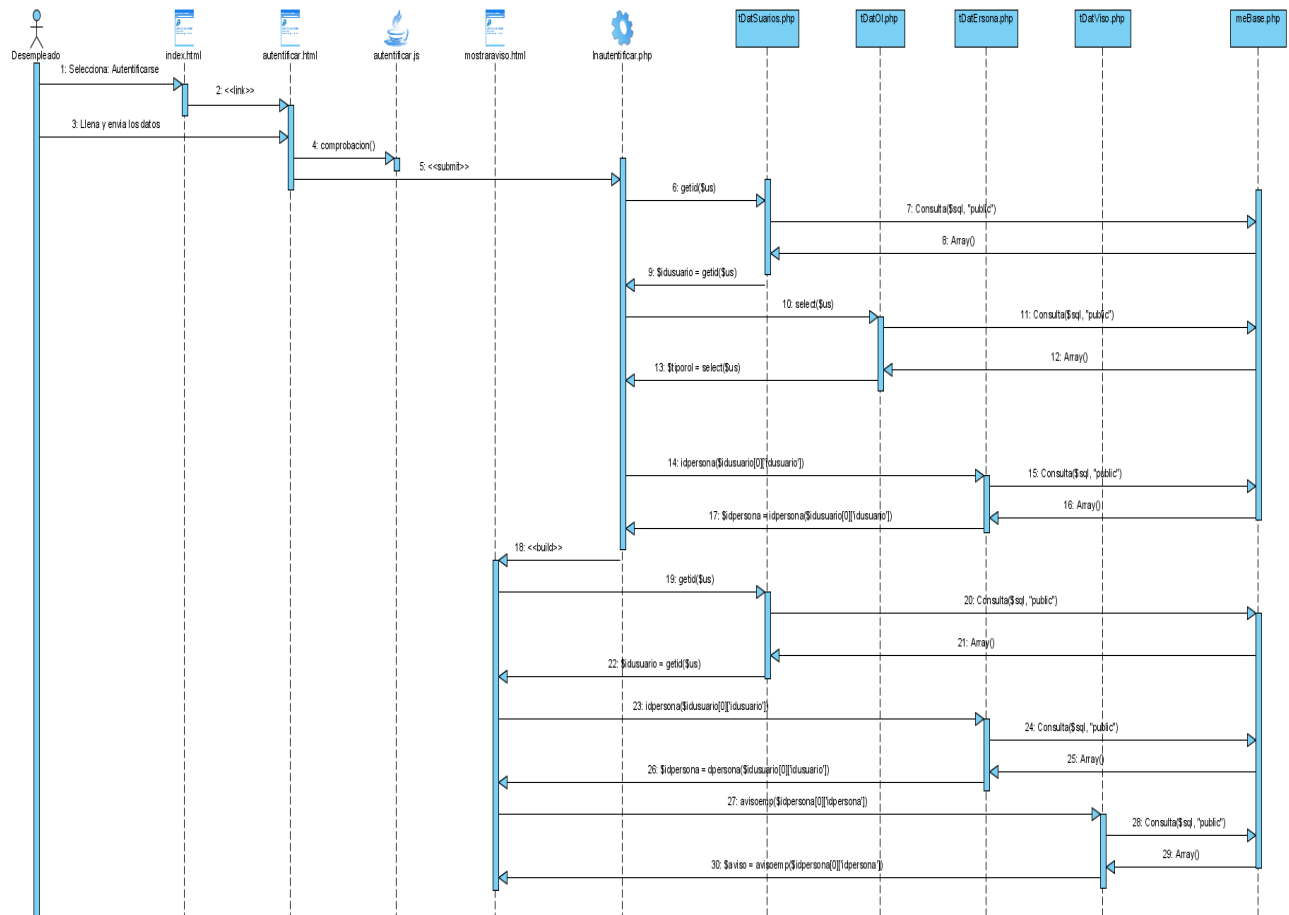 tDatSuarios.php
tDatOl.php
tDatErsona.php
tDatViso.php
meBase.php
Desempleado
index.html
autentificar.html
autentificar.js
mostraraviso.html
lnautentificar.php
1: Selecciona: Autentificarse
2: <<link>>
3: Llena y envia los datos
4: comprobacion()
5: <<submit>>
6: getid($us)
7: Consulta($sql, "public")
8: Array()
9: $idusuario = getid($us)
10: select($us)
11: Consulta($sql, "public")
12: Array()
13: $tiporol = select($us)
14: idpersona($idusuario[0]['idusuario'])
15: Consulta($sql, "public")
16: Array()
17: $idpersona = idpersona($idusuario[0]['idusuario'])
18: <<build>>
19: getid($us)
20: Consulta($sql, "public")
21: Array()
22: $idusuario = getid($us)
23: idpersona($idusuario[0]['idusuario'])
24: Consulta($sql, "public")
25: Array()
26: $idpersona = dpersona($idusuario[0]['idusuario'])
27: avisoemp($idpersona[0]['idpersona'])
28: Consulta($sql, "public")
29: Array()
30: $aviso = avisoemp($idpersona[0]['idpersona'])